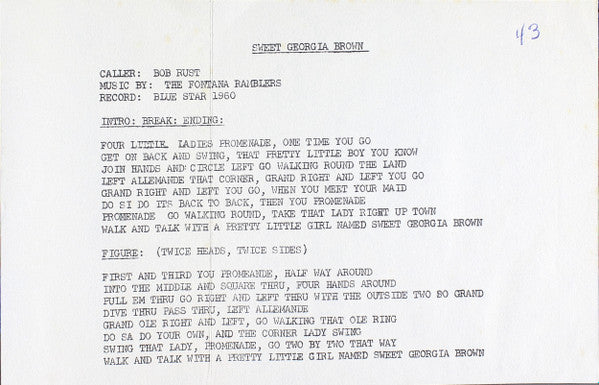 SWEET GEORGIA BROWN
43
CALLER: BOB RUST
MUSIC BY: THE FONTANA RAMBLERS
RECORD: BLUE STAR 1960
INTRO: BREAK: ENDING:
FOUR LITTLE LADIES PROMENADE, ONE TIME YOU GO
GET ON BACK AND SWING, THAT PRETTY LITTLE BOY YOU KNOW
JOIN HANDS AND CIRCLE LEFT GO WALKING ROUND THE LAND
LEFT ALLEMANDE THAT CORNER, GRAND RIGHT AND LEFT YOU GO
GRAND RIGHT AND LEFT YOU GO, WHEN YOU MEET YOUR MAID
DO SI DO ITS BACK TO BACK, THEN YOU PROMENADE
PROMENADE GO WALKING ROUND, TAKE THAT LADY RIGHT UP TOWN
WALK AND TALK WITH A PRETTY LITTLE GIRL NAMED SWEET GEORGIA BROWN
FIGURE: (TWICE HEADS, TWICE SIDES)
FIRST AND THIRD YOU PROMEANDE, HALF WAY AROUND
INTO THE MIDDLE AND SQUARE THRU, FOUR HANDS AROUND
PULL EM THRU GO RIGHT AND LEFT THRU WITH THE OUTSIDE TWO SO GRAND
DIVE THRU PASS THRU, LEFT ALLEMANDE
GRAND OLE RIGHT AND LEFT, GO WALKING THAT OLE RING
DO SA DO YOUR OWN, AND THE CORNER LADY SWING
SWING THAT LADY, PROMENADE, GO TWO BY TWO THAT WAY
WALK AND TALK WITH A PRETTY LITTLE GIRL NAMED SWEET GEORGIA BROWN